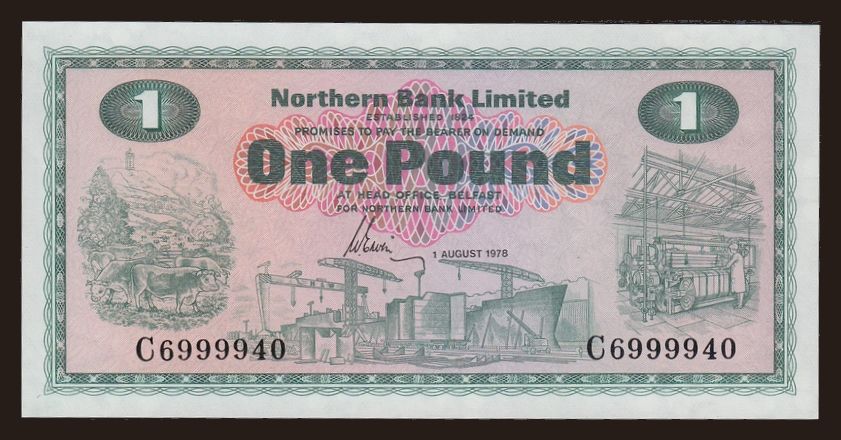 1
1
Northern Bank Limited
ESTABLISHED 1824
PROMISES TO PAY THE BEARER ON DEMAND
One Pound
AT HEAD OFFICE BELFAST
FOR NORTHERN BANK LIMITED
1 AUGUST 1978
C6999940
C6999940